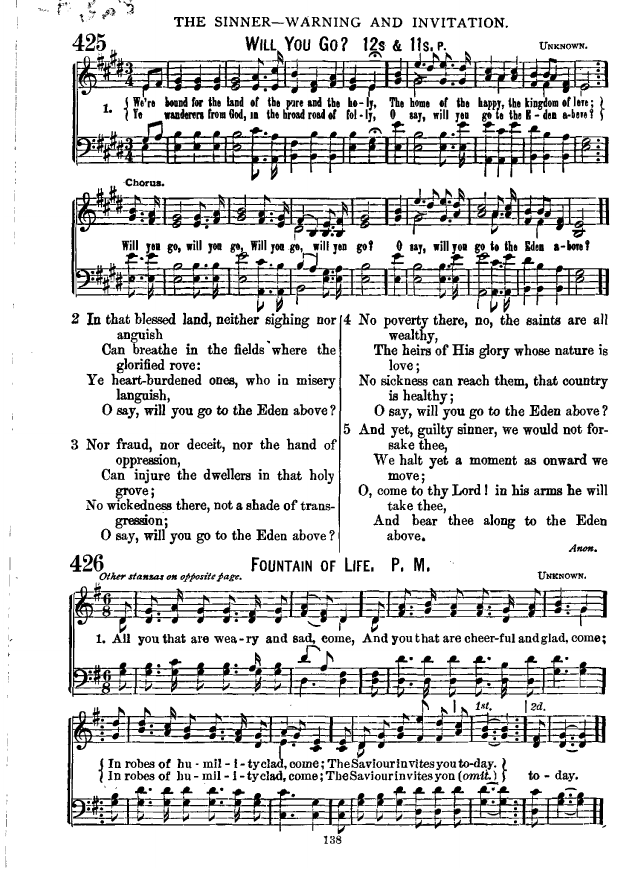 THE SINNER—WARNING AND INVITATION.
425
WILL YOU GO? 12s & 11s. P.
UNKNOWN.
1. { We're bound for the land of the pure and the ho-ly, The home of the happy, the kingdom of love; }
{ Ye wanderers from God, in the broad road of fol-ly, O say, will you go to the E-den a-bove? }
Chorus.
Will you go, will you go, Will you go, will you go? O say, will you go to the Eden a-bove?
2 In that blessed land, neither sighing nor
anguish
Can breathe in the fields where the
glorified rove:
Ye heart-burdened ones, who in misery
languish,
O say, will you go to the Eden above?
3 Nor fraud, nor deceit, nor the hand of
oppression,
Can injure the dwellers in that holy
grove;
No wickedness there, not a shade of trans-
gression;
O say, will you go to the Eden above?
4 No poverty there, no, the saints are all
wealthy,
The heirs of His glory whose nature is
love;
No sickness can reach them, that country
is healthy;
O say, will you go to the Eden above?
5 And yet, guilty sinner, we would not for-
sake thee,
We halt yet a moment as onward we
move;
O, come to thy Lord! in his arms he will
take thee,
And bear thee along to the Eden
above.
Anon.
426
FOUNTAIN OF LIFE. P. M.
Other stanzas on opposite page.
UNKNOWN.
1. All you that are wea-ry and sad, come, And you that are cheer-ful and glad, come;
1st. 2d.
{ In robes of hu-mil-i-ty clad, come; The Saviour invites you to-day. }
{ In robes of hu-mil-i-ty clad, come; The Saviour invites you (omit.) } to-day.
138